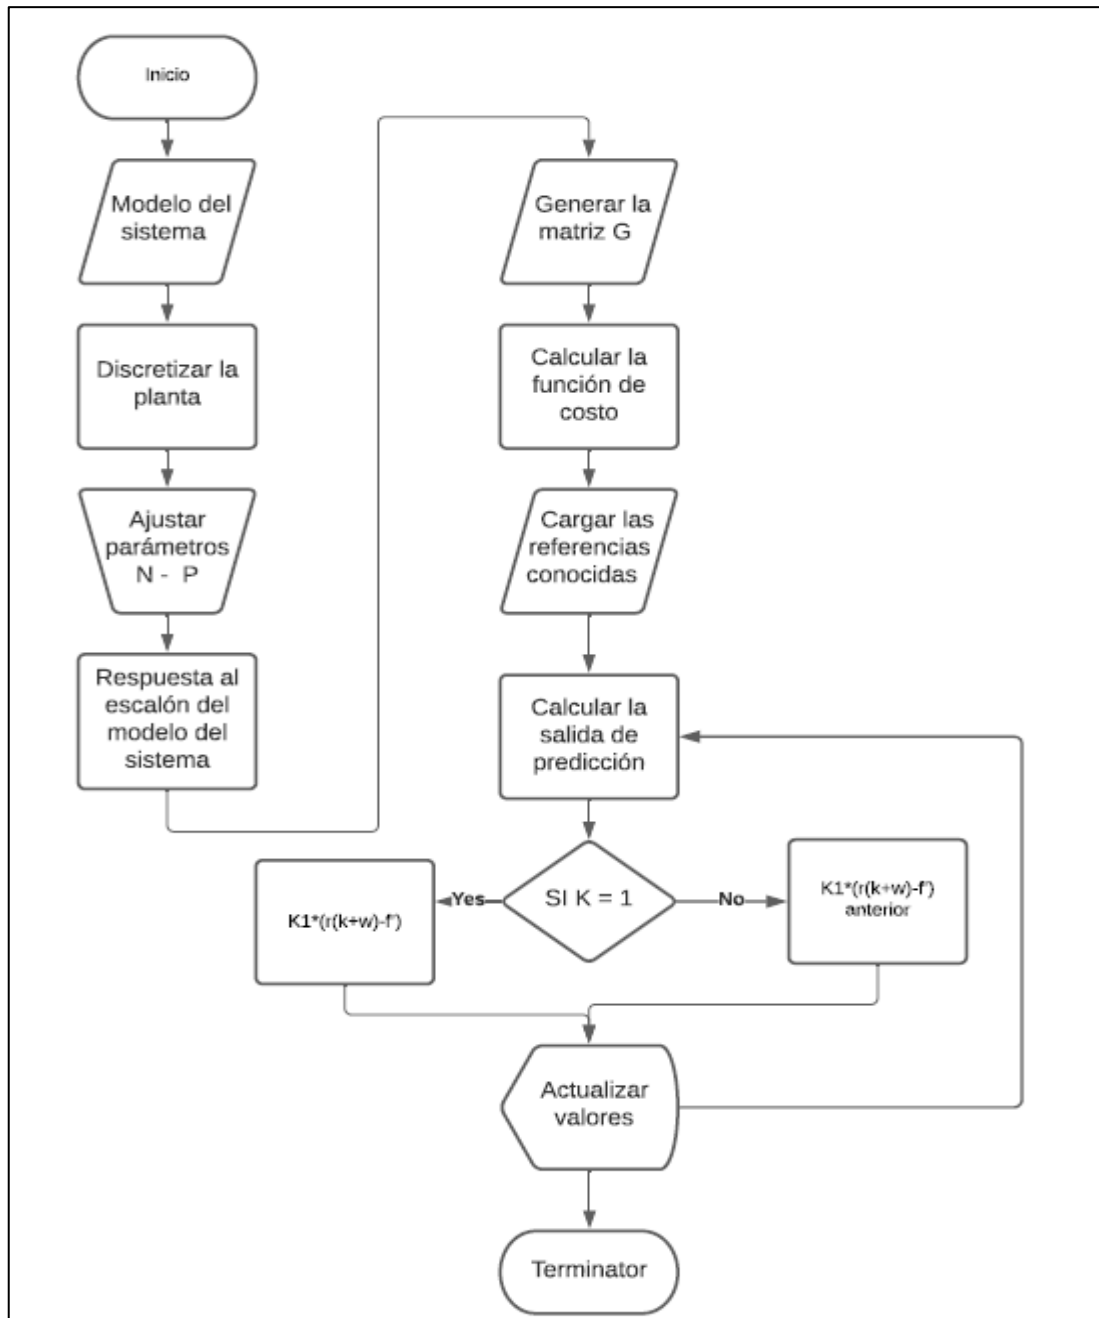 Inicio
Modelo del
sistema
Discretizar la
planta
Ajustar
parámetros
N - P
Respuesta al
escalón del
modelo del
sistema
Generar la
matriz G
Calcular la
función de
costo
Cargar las
referencias
conocidas
Calcular la
salida de
predicción
SI K = 1
Yes
K1*(r(k+w)-f')
No
K1*(r(k+w)-f')
anterior
Actualizar
valores
Terminator